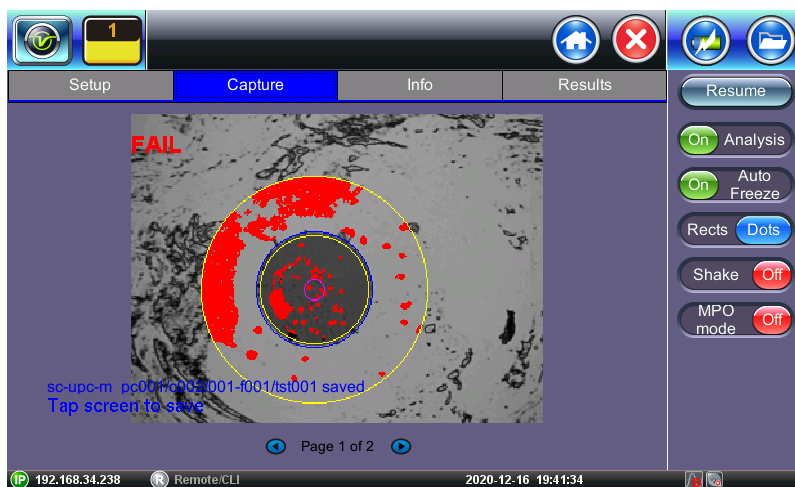 1
Setup
Capture
Info
Results
FAIL
sc-upc-m pc001/c002/001-f001/tst001 saved
Tap screen to save
Page 1 of 2
Resume
On Analysis
On Auto
Freeze
Rects Dots
Shake Off
MPO
mode Off
IP 192.168.34.238
R Remote/CLI
2020-12-16 19:41:34